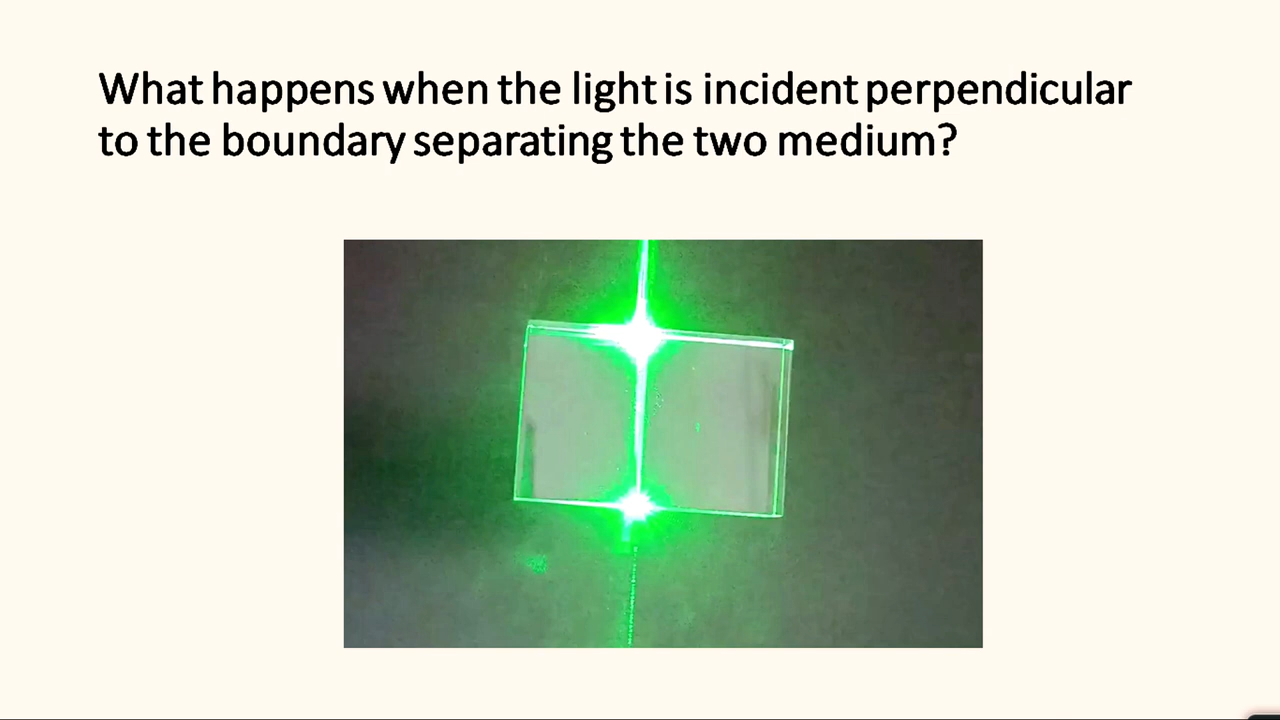 What happens when the light is incident perpendicular
to the boundary separating the two medium?